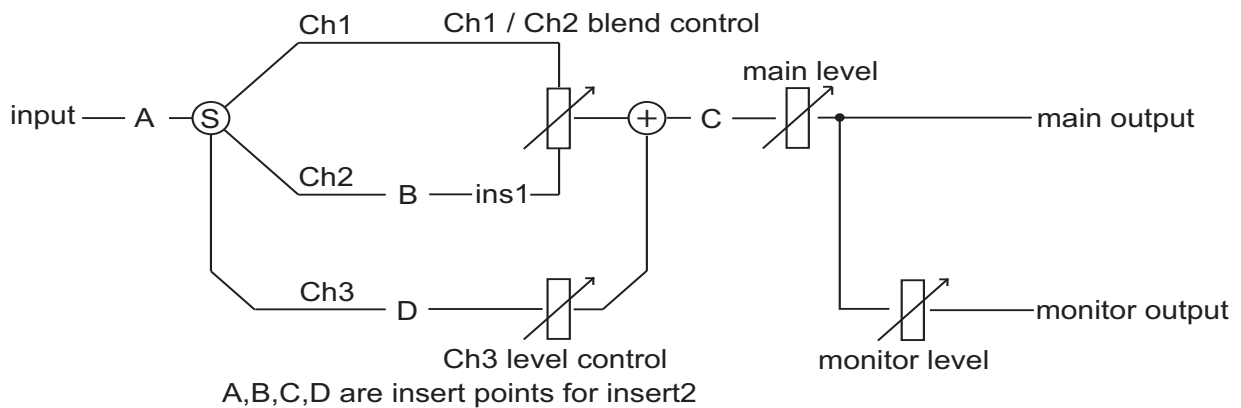 Ch1
Ch1 / Ch2 blend control
main level
input
A
S
+
C
main output
Ch2
B
ins1
Ch3
D
monitor output
Ch3 level control
monitor level
A,B,C,D are insert points for insert2